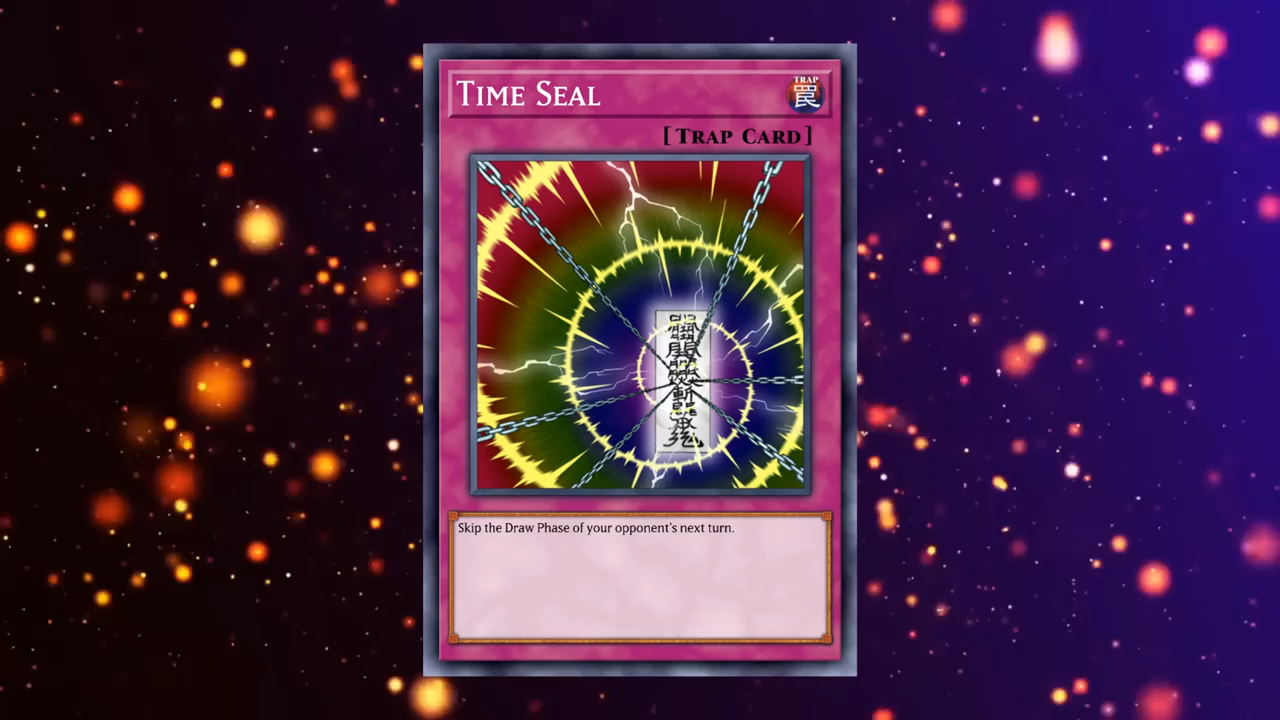 TIME SEAL
TRAP
罠
[TRAP CARD]
Skip the Draw Phase of your opponent's next turn.